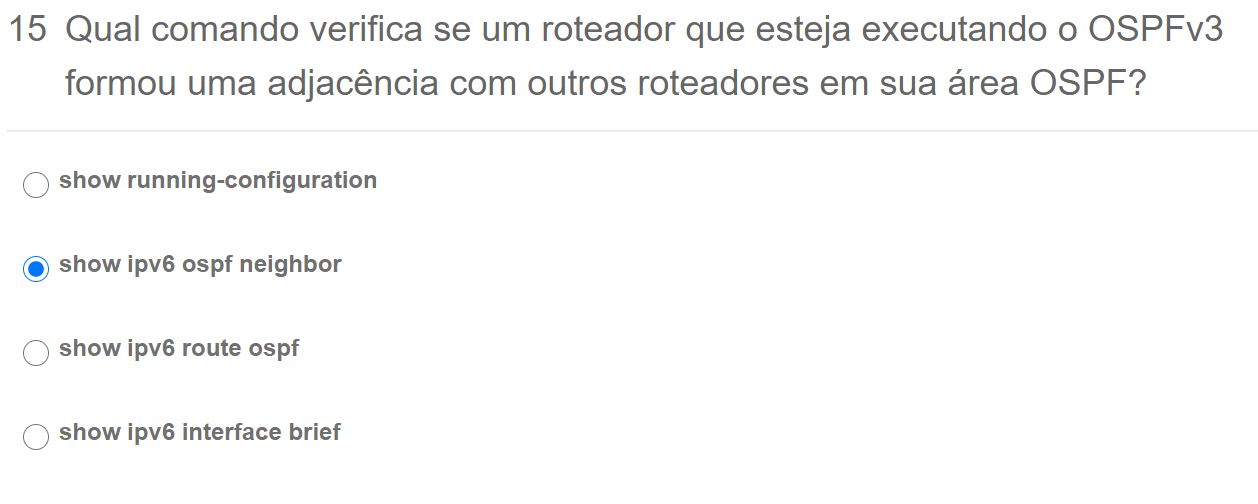 15 Qual comando verifica se um roteador que esteja executando o OSPFv3
formou uma adjacência com outros roteadores em sua área OSPF?
show running-configuration
show ipv6 ospf neighbor
show ipv6 route ospf
show ipv6 interface brief